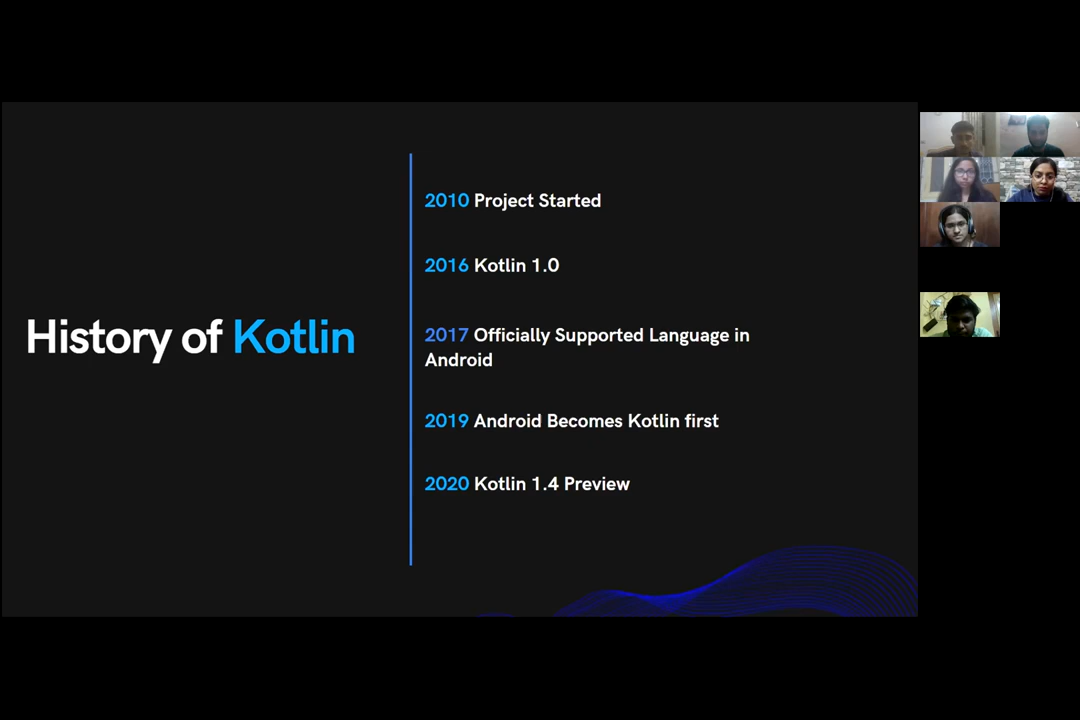 History of Kotlin
2010 Project Started
2016 Kotlin 1.0
2017 Officially Supported Language in
Android
2019 Android Becomes Kotlin first
2020 Kotlin 1.4 Preview